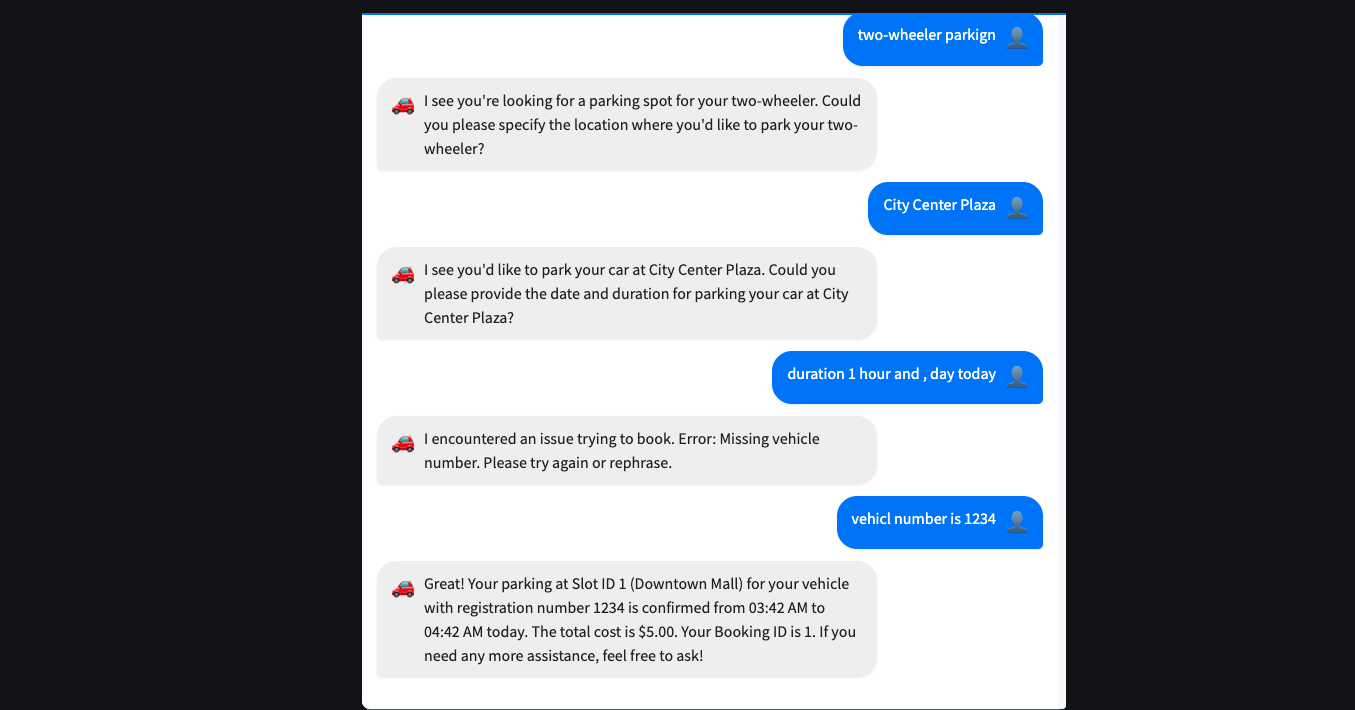 two-wheeler parkign
I see you're looking for a parking spot for your two-wheeler. Could
you please specify the location where you'd like to park your two-
wheeler?
City Center Plaza
I see you'd like to park your car at City Center Plaza. Could you
please provide the date and duration for parking your car at City
Center Plaza?
duration 1 hour and , day today
I encountered an issue trying to book. Error: Missing vehicle
number. Please try again or rephrase.
vehicl number is 1234
Great! Your parking at Slot ID 1 (Downtown Mall) for your vehicle
with registration number 1234 is confirmed from 03:42 AM to
04:42 AM today. The total cost is $5.00. Your Booking ID is 1. If you
need any more assistance, feel free to ask!